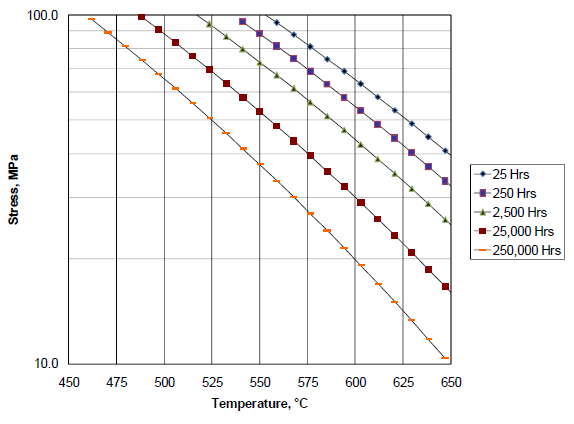 100.0
10.0
Stress, MPa
450 475 500 525 550 575 600 625 650
Temperature, °C
25 Hrs
250 Hrs
2,500 Hrs
25,000 Hrs
250,000 Hrs